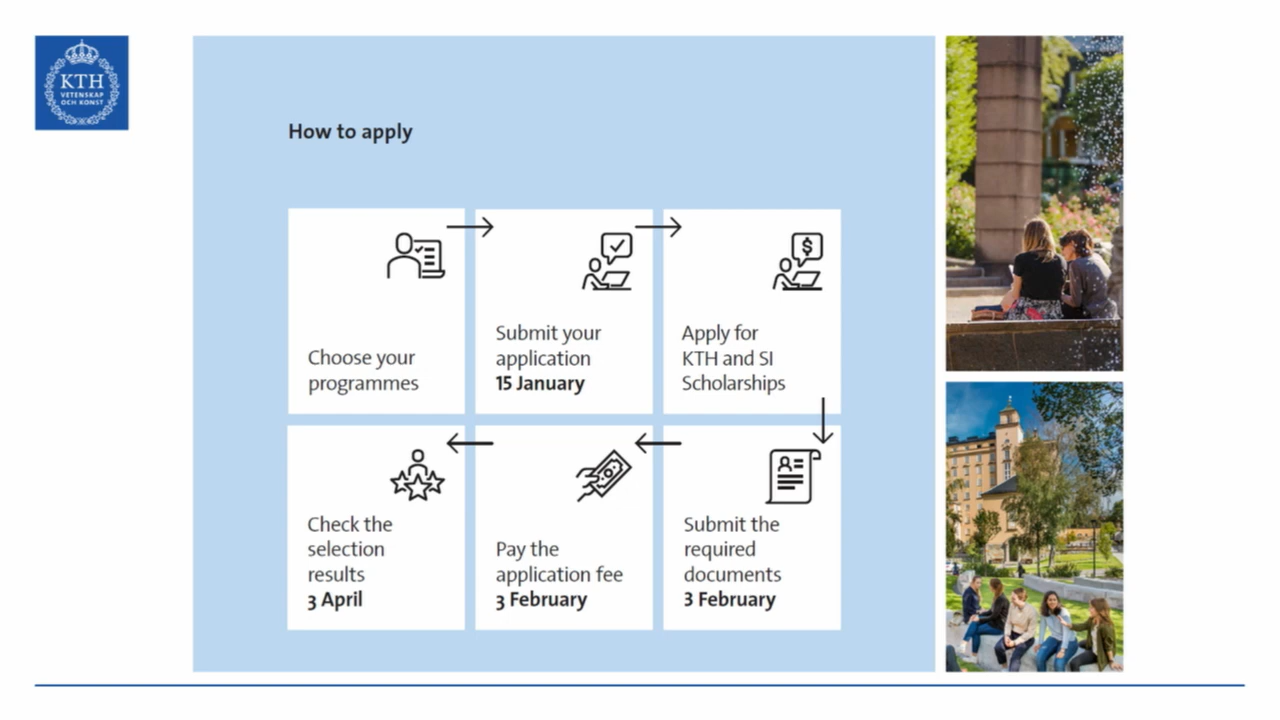 KTH
VETENSKAP
OCH KONST
How to apply
Choose your
programmes
Submit your
application
15 January
Apply for
KTH and SI
Scholarships
$
Submit the
required
documents
3 February
Pay the
application fee
3 February
Check the
selection
results
3 April